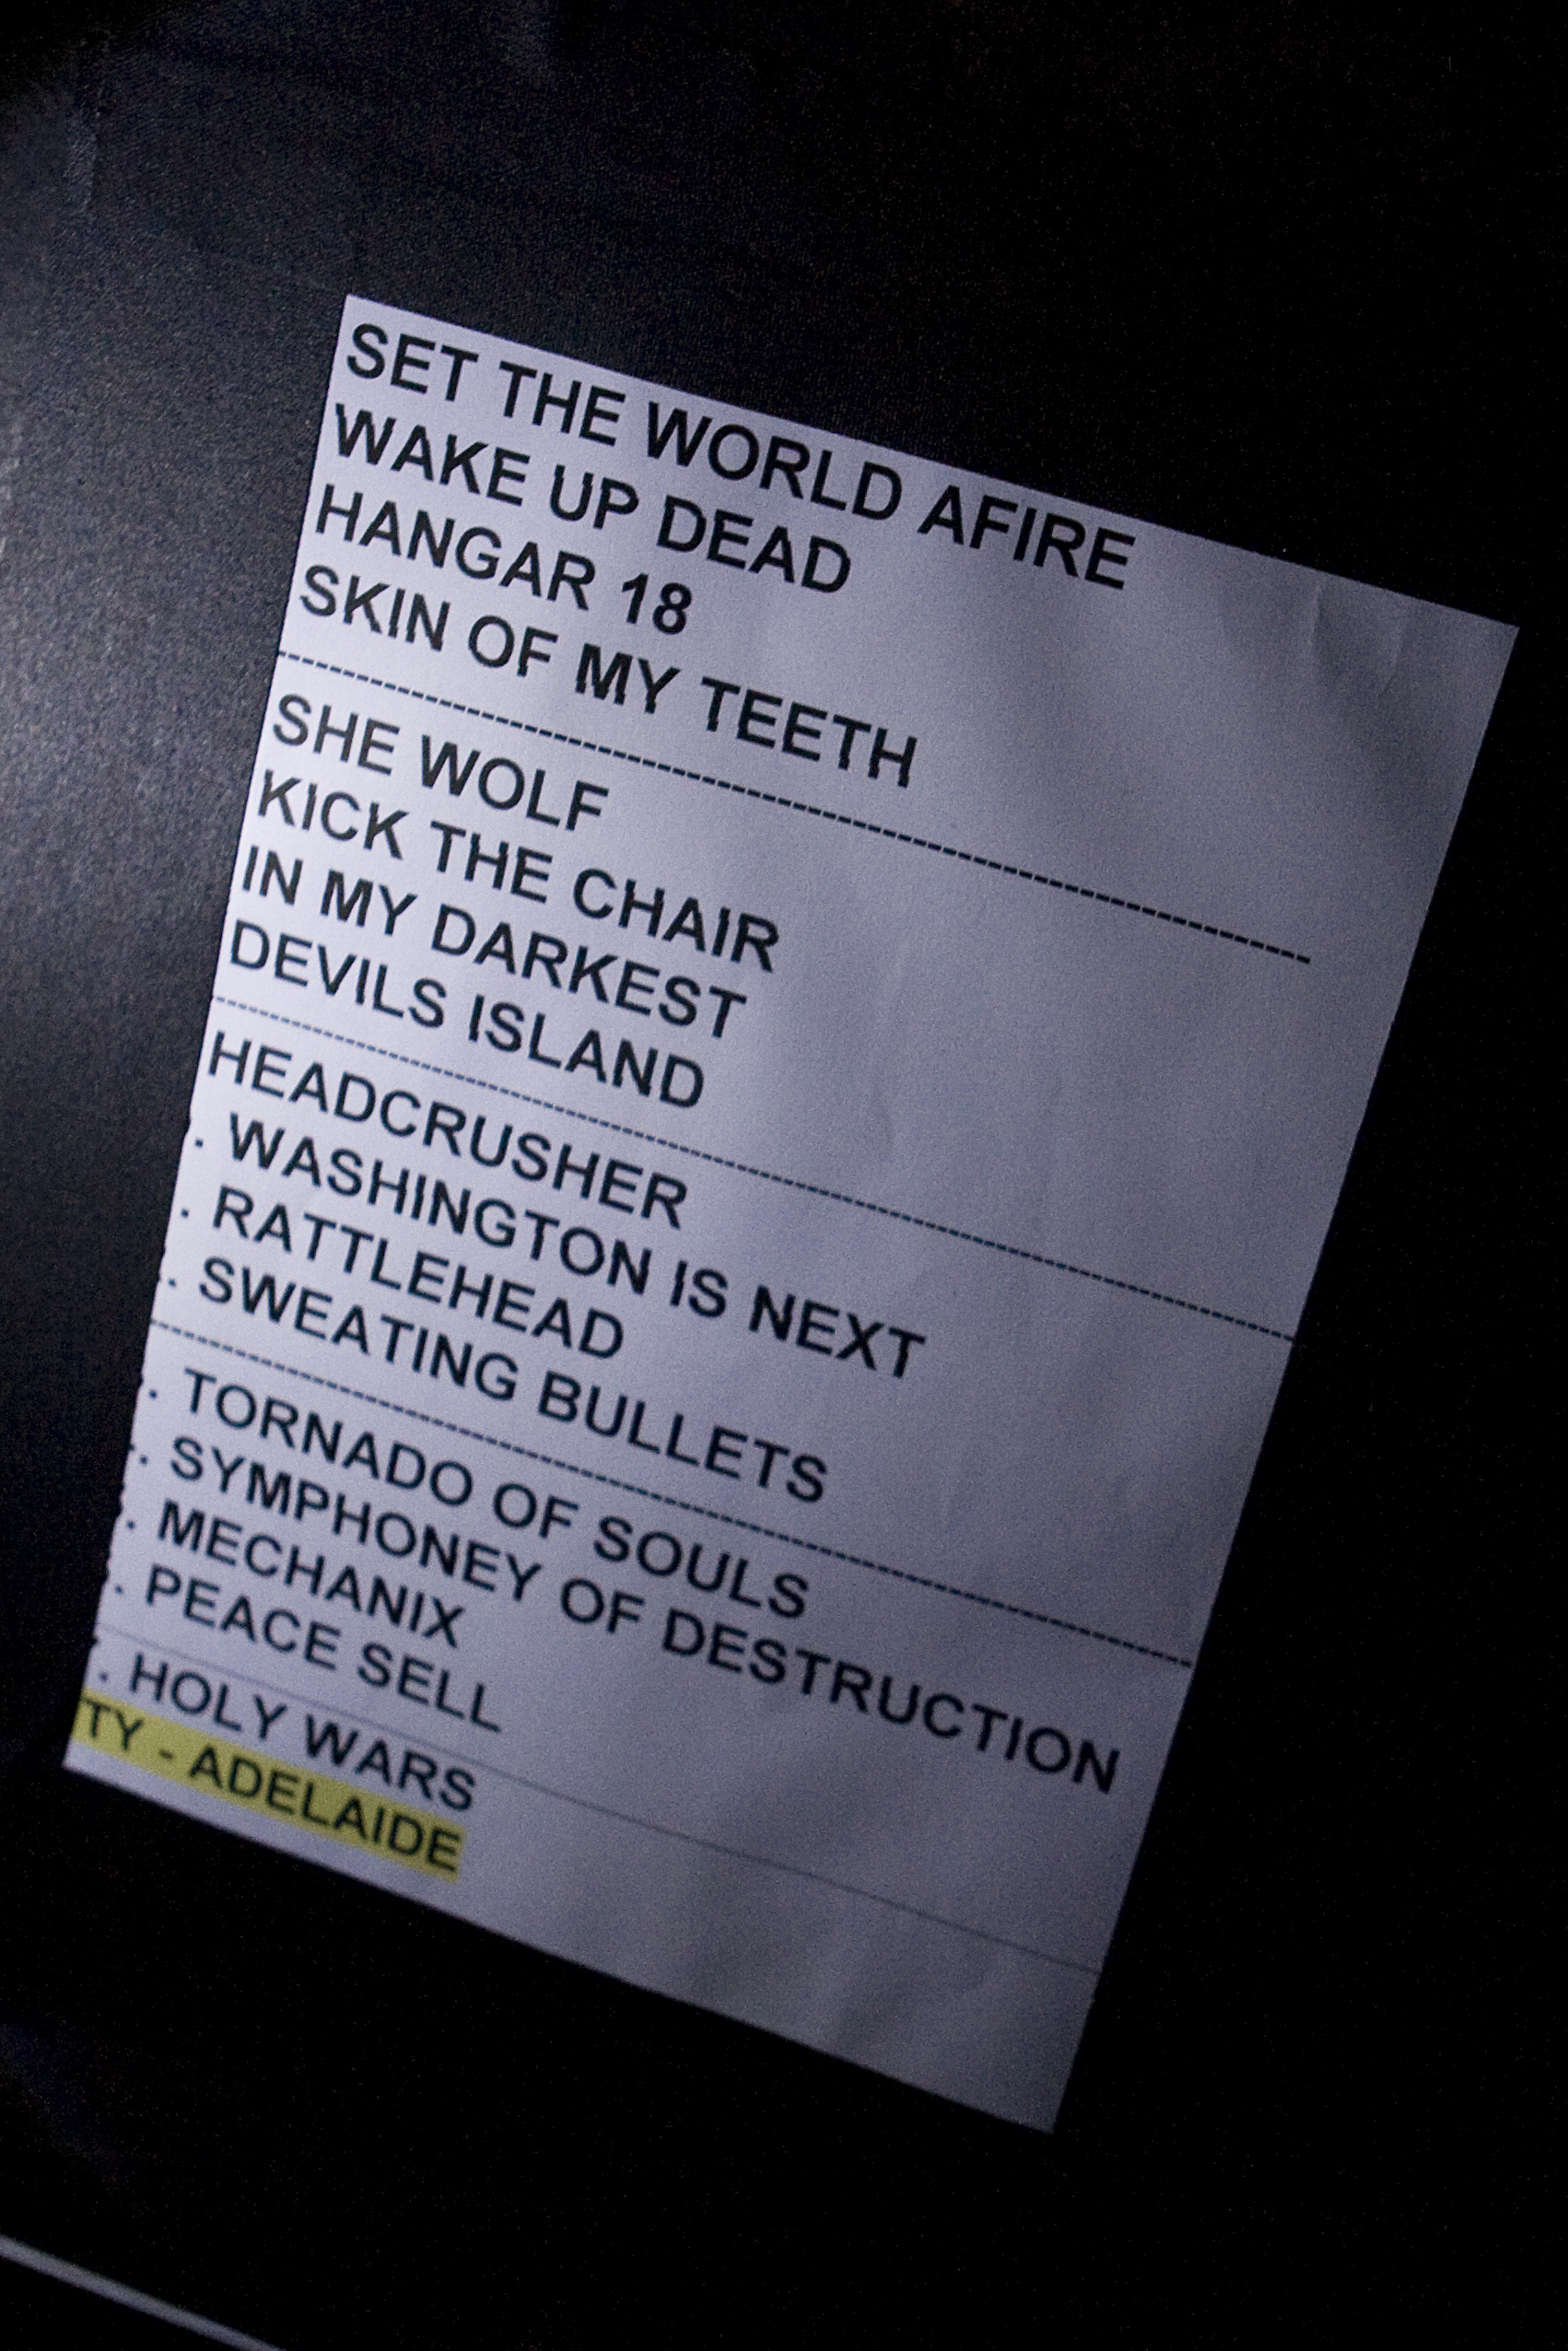 SET THE WORLD AFIRE
WAKE UP DEAD
HANGAR 18
SKIN OF MY TEETH
SHE WOLF
KICK THE CHAIR
IN MY DARKEST
DEVILS ISLAND
HEADCRUSHER
. WASHINGTON IS NEXT
. RATTLEHEAD
. SWEATING BULLETS
. TORNADO OF SOULS
. SYMPHONEY OF DESTRUCTION
. MECHANIX
. PEACE SELL
. HOLY WARS
TY - ADELAIDE